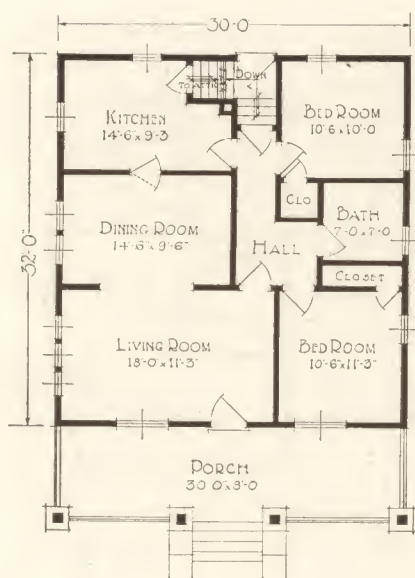 30-0
DOWN
TO ATTIC
KITCHEN
14'-6" x 9-3
BED ROOM
10'6 x 10'-0
CLO
BATH
7-0 x 7-0
DINING ROOM
14'-6" x 9'-6"
HALL
32'-0"
CLOSET
LIVING ROOM
18'-0" x 11'-3"
BED ROOM
10'-6" x 11'-3"
PORCH
30'0" x 8'-0